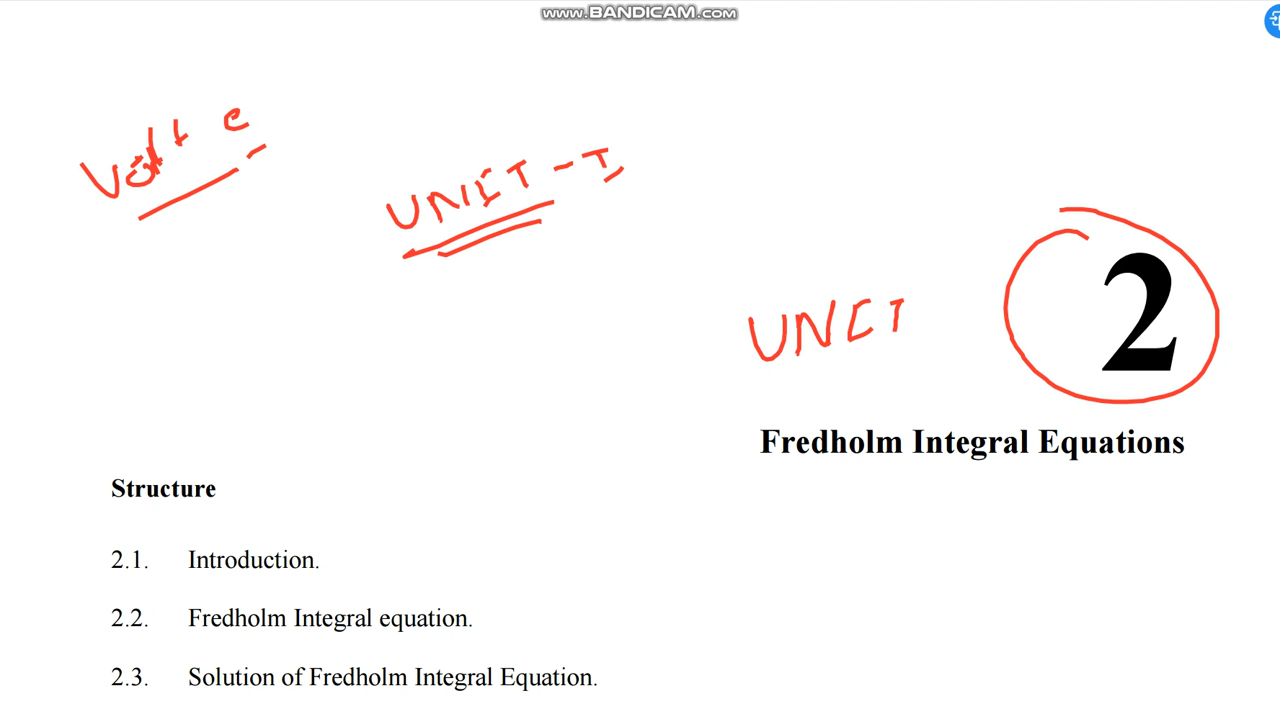 www.BANDICAM.com
UNIT-I
UNIT
2
Fredholm Integral Equations
Structure
2.1. Introduction.
2.2. Fredholm Integral equation.
2.3. Solution of Fredholm Integral Equation.